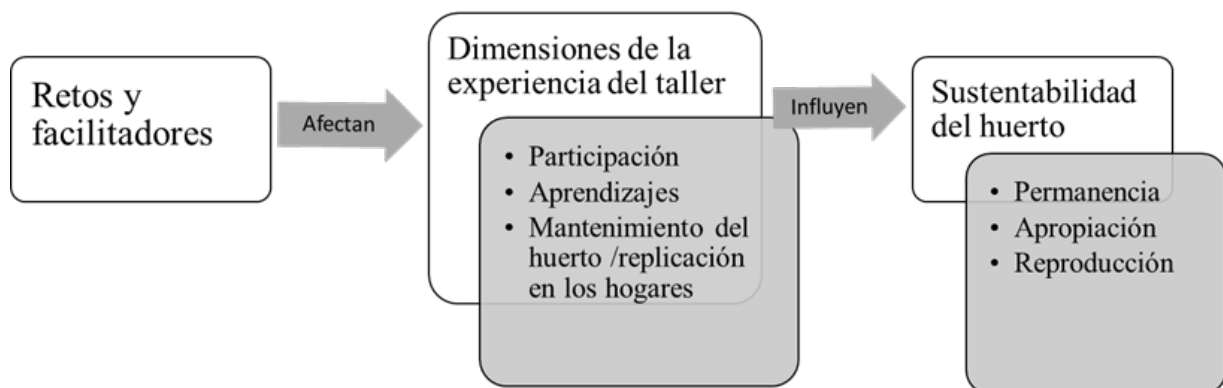 Retos y
facilitadores
Afectan
Dimensiones de la
experiencia del taller
• Participación
• Aprendizajes
• Mantenimiento del
huerto /replicación
en los hogares
Influyen
Sustentabilidad
del huerto
• Permanencia
• Apropiación
• Reproducción